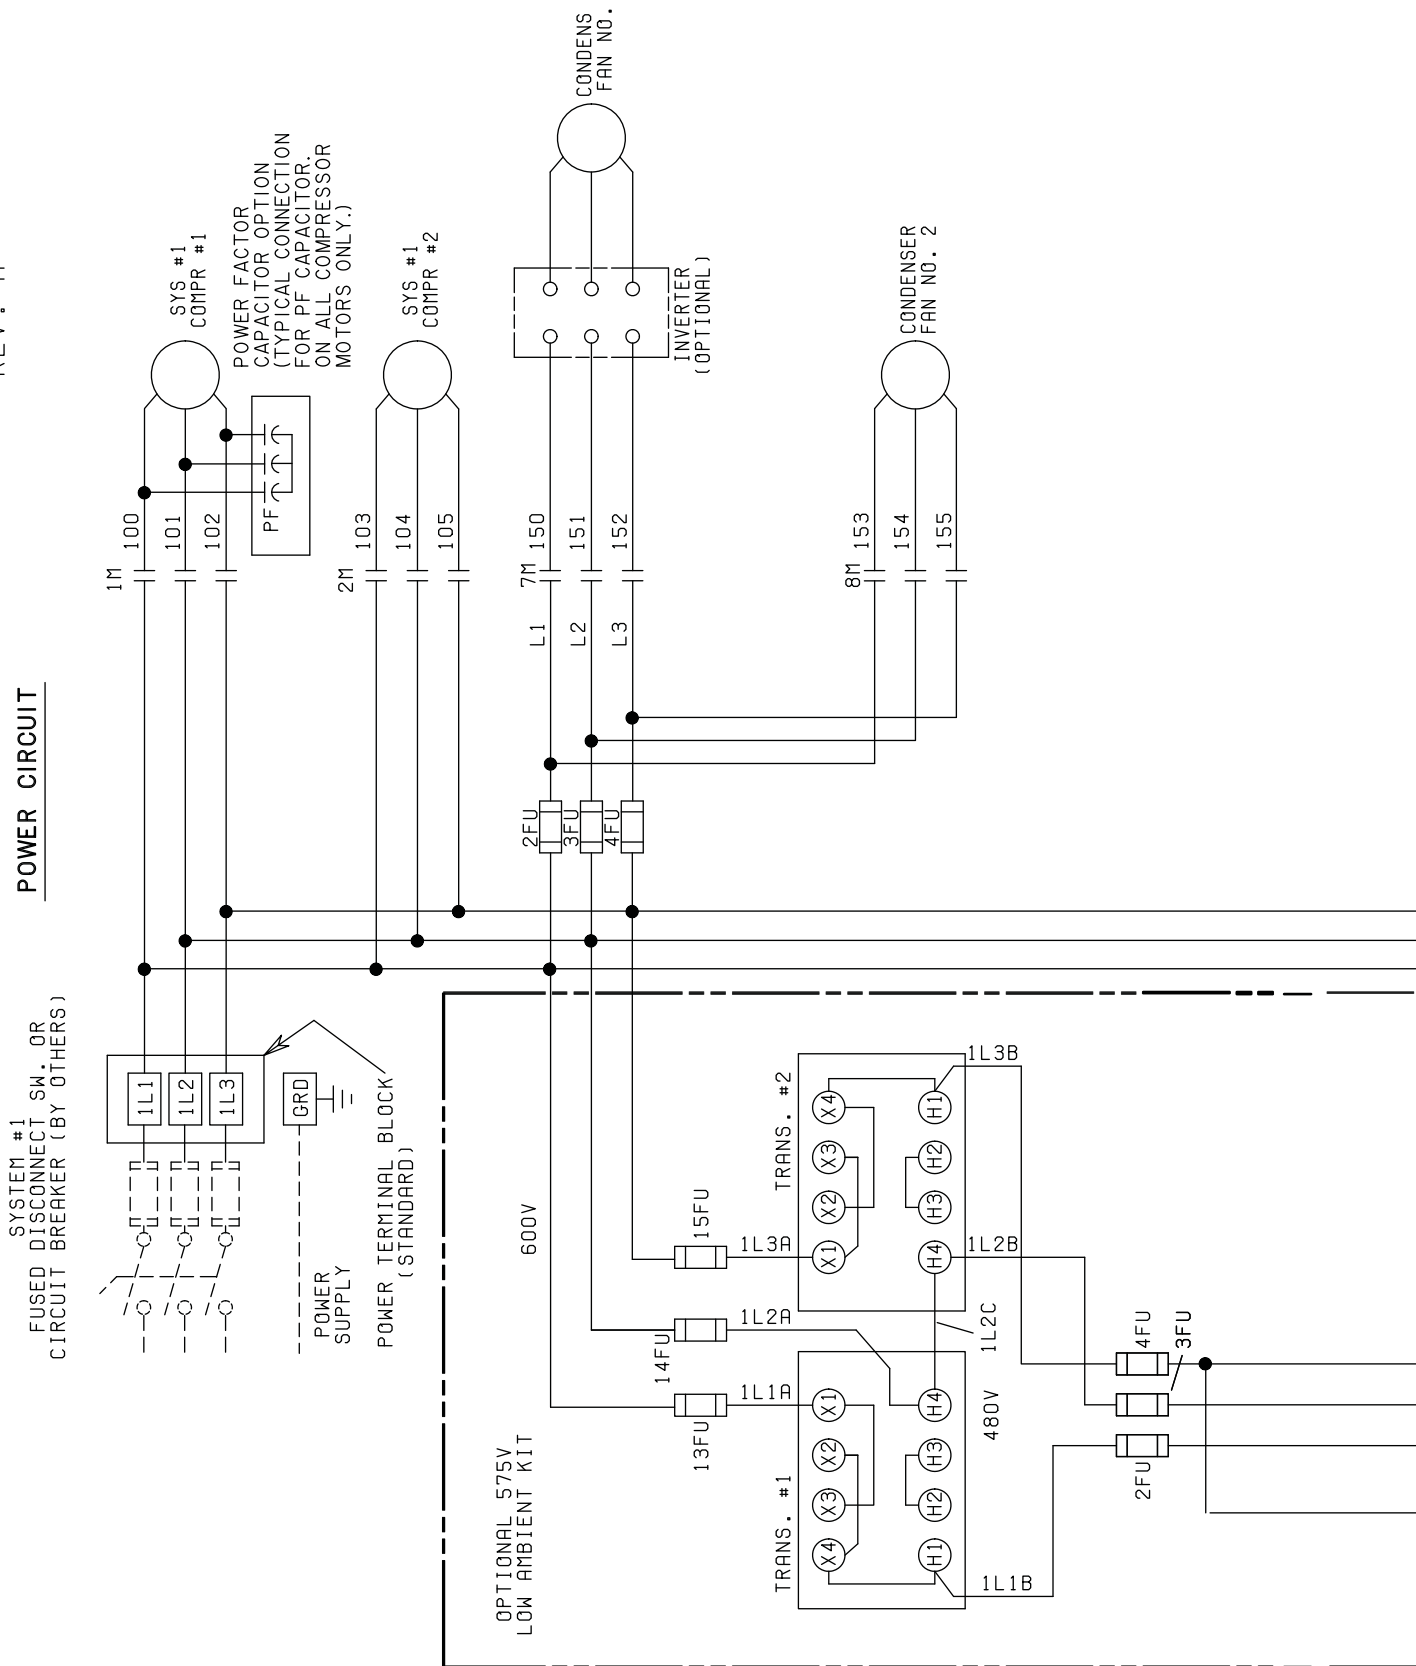 POWER CIRCUIT
SYSTEM #1
FUSED DISCONNECT SW. OR
CIRCUIT BREAKER (BY OTHERS)
1L1
1L2
1L3
GRD
POWER
SUPPLY
POWER TERMINAL BLOCK
(STANDARD)
1M
100
101
102
SYS #1
COMPR #1
POWER FACTOR
CAPACITOR OPTION
(TYPICAL CONNECTION
FOR PF CAPACITOR.
ON ALL COMPRESSOR
MOTORS ONLY.)
PF
2M
103
104
105
SYS #1
COMPR #2
2FU
3FU
4FU
L1
L2
L3
7M
150
151
152
INVERTER
(OPTIONAL)
CONDENS
FAN NO.
8M
153
154
155
CONDENSER
FAN NO. 2
OPTIONAL 575V
LOW AMBIENT KIT
600V
13FU
14FU
15FU
1L1A
1L2A
1L3A
TRANS. #1
X4
X3
X2
X1
H1
H2
H3
H4
TRANS. #2
X1
X2
X3
X4
H4
H3
H2
H1
480V
1L2C
1L1B
1L2B
1L3B
2FU
4FU
3FU